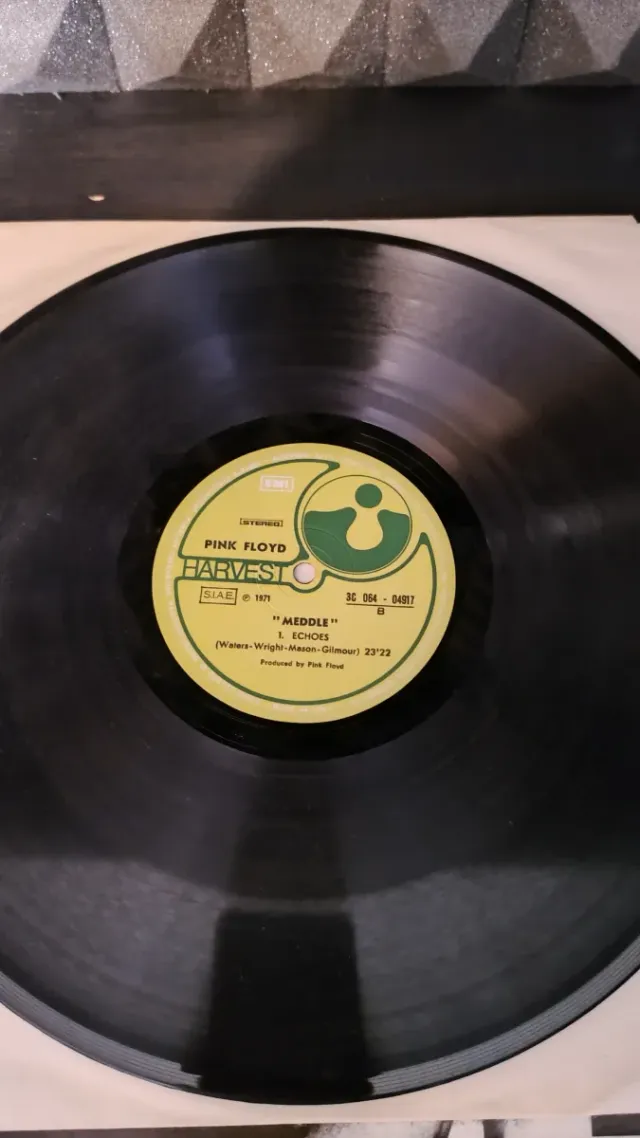 EMI
STEREO
PINK FLOYD
HARVEST
S.I.A.E. ℗ 1971 3C 064 - 04917
B
"MEDDLE"
1. ECHOES
(Waters-Wright-Mason-Gilmour) 23'22
Produced by Pink Floyd